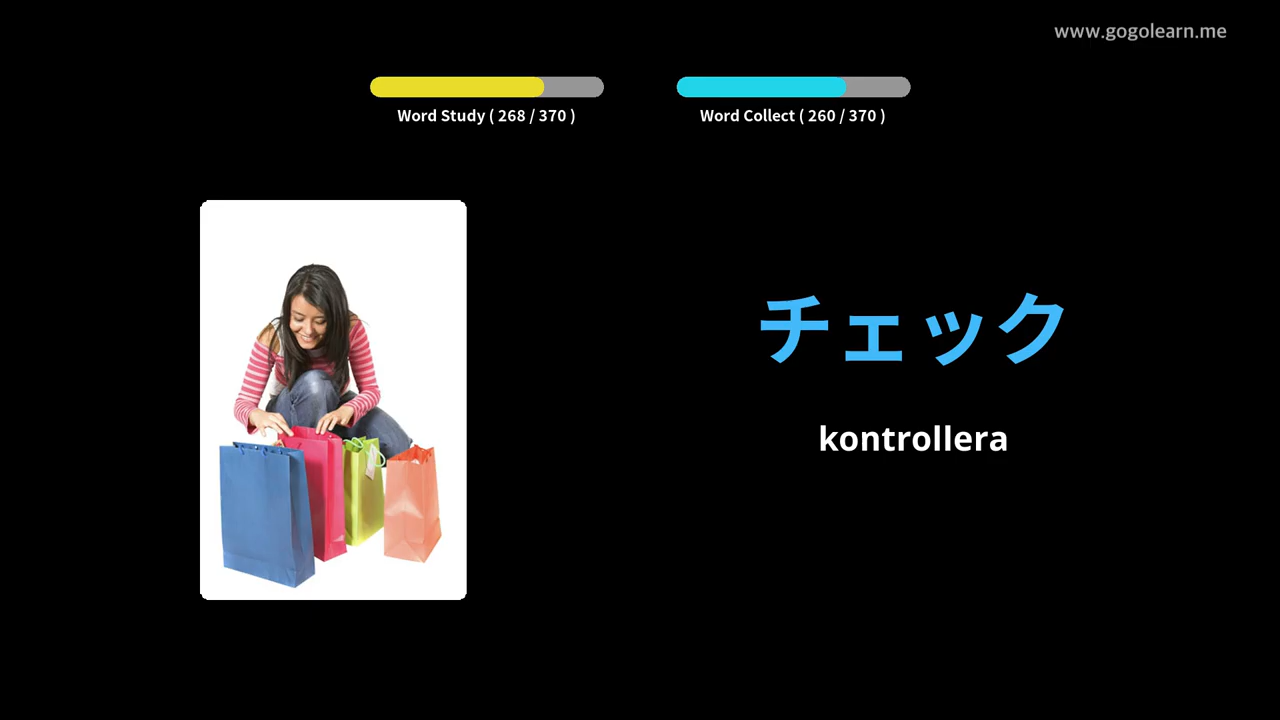 www.gogolearn.me
Word Study ( 268 / 370 )
Word Collect ( 260 / 370 )
チェック
kontrollera